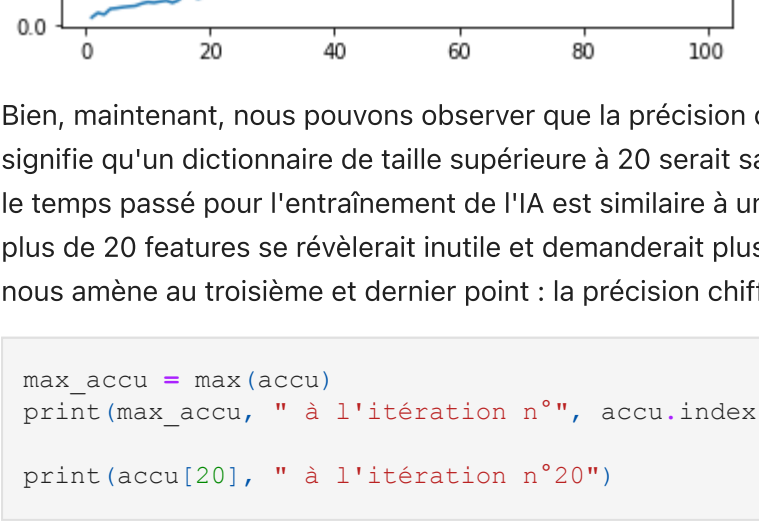 0.0
0 20 40 60 80 100
Bien, maintenant, nous pouvons observer que la précision
signifie qu'un dictionnaire de taille supérieure à 20 serait
le temps passé pour l'entraînement de l'IA est similaire à
plus de 20 features se révèlerait inutile et demanderait plus
nous amène au troisième et dernier point : la précision
max_accu = max(accu)
print(max_accu, " à l'itération n°", accu.index
print(accu[20], " à l'itération n°20")